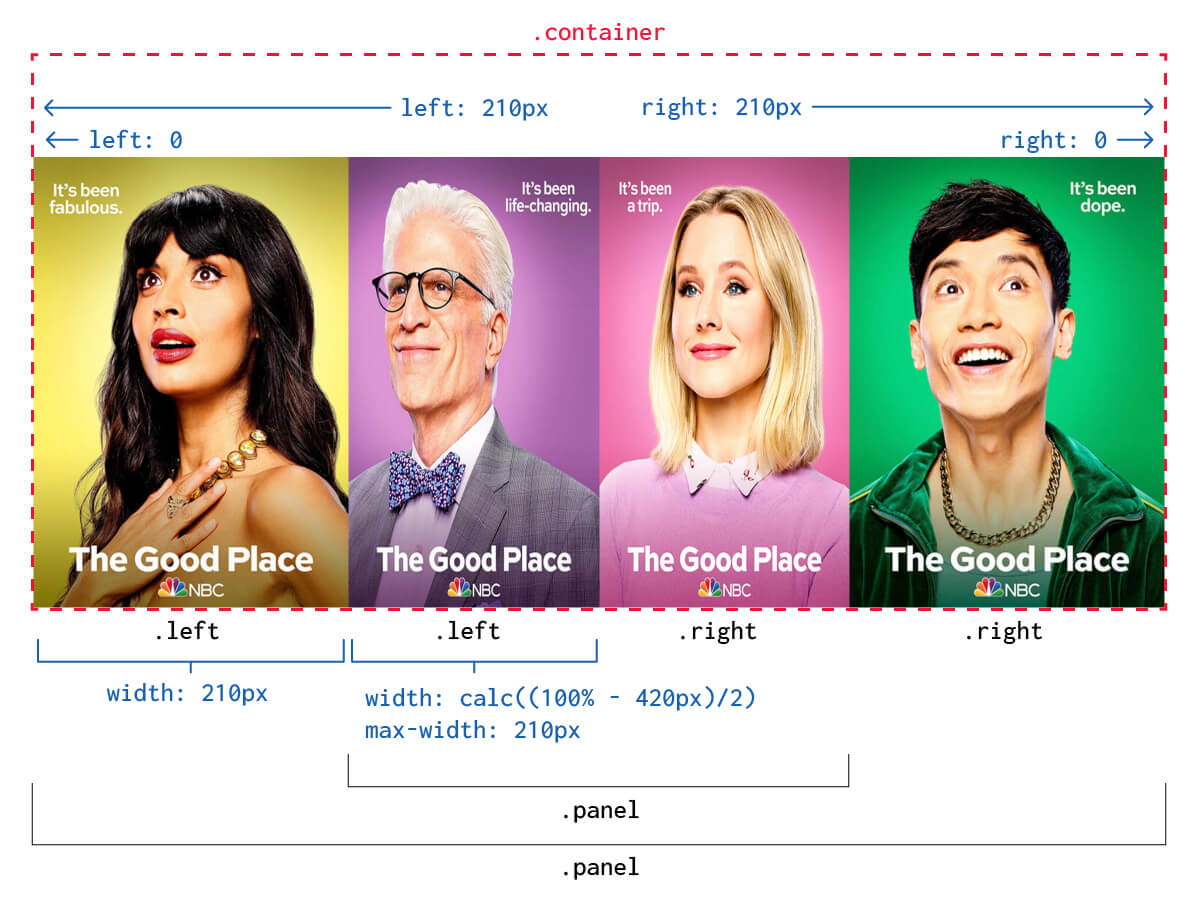 .container
left: 210px
right: 210px
left: 0
right: 0
It's been
fabulous.
It's been
life-changing.
It's been
a trip.
It's been
dope.
The Good Place
NBC
The Good Place
NBC
The Good Place
NBC
The Good Place
NBC
.left
.left
.right
.right
width: 210px
width: calc((100% - 420px)/2)
max-width: 210px
.panel
.panel